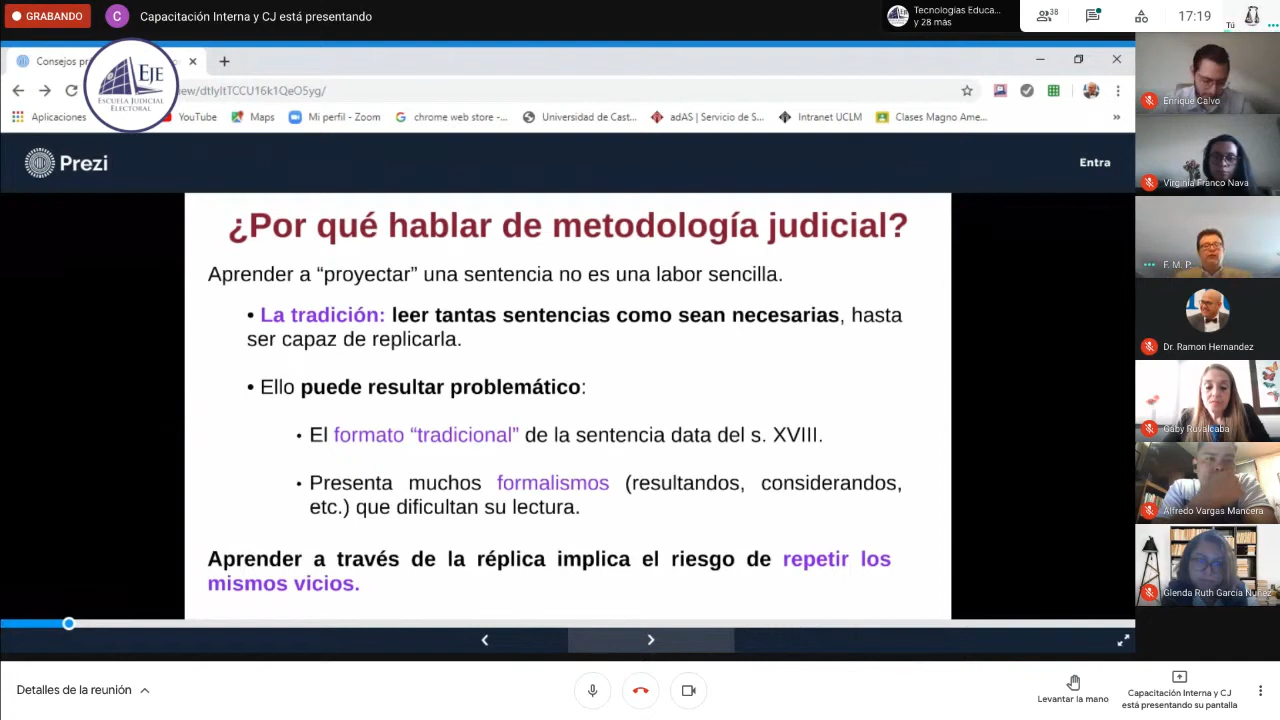 GRABANDO
C
Capacitación Interna y CJ está presentando
Tecnologías Educa...
y 28 más
38
17:19
Tú
Consejos pr
EJE
ESCUELA JUDICIAL
ELECTORAL
ew/dtIyItTCCU16k1QeO5yg/
Aplicaciones
YouTube
Maps
Mi perfil - Zoom
chrome web store -...
Universidad de Cast...
adAS | Servicio de S...
Intranet UCLM
Clases Magno Ame...
»
Prezi
Entra
¿Por qué hablar de metodología judicial?
Aprender a “proyectar” una sentencia no es una labor sencilla.
• La tradición: leer tantas sentencias como sean necesarias, hasta
ser capaz de replicarla.
• Ello puede resultar problemático:
• El formato “tradicional” de la sentencia data del s. XVIII.
• Presenta muchos formalismos (resultandos, considerandos,
etc.) que dificultan su lectura.
Aprender a través de la réplica implica el riesgo de repetir los
mismos vicios.
Enrique Calvo
Virginia Franco Nava
F. M. P.
Dr. Ramon Hernandez
Gaby Ruvalcaba
Alfredo Vargas Mancera
Glenda Ruth García Nuñez
Detalles de la reunión
Levantar la mano
Capacitación Interna y CJ
está presentando su pantalla